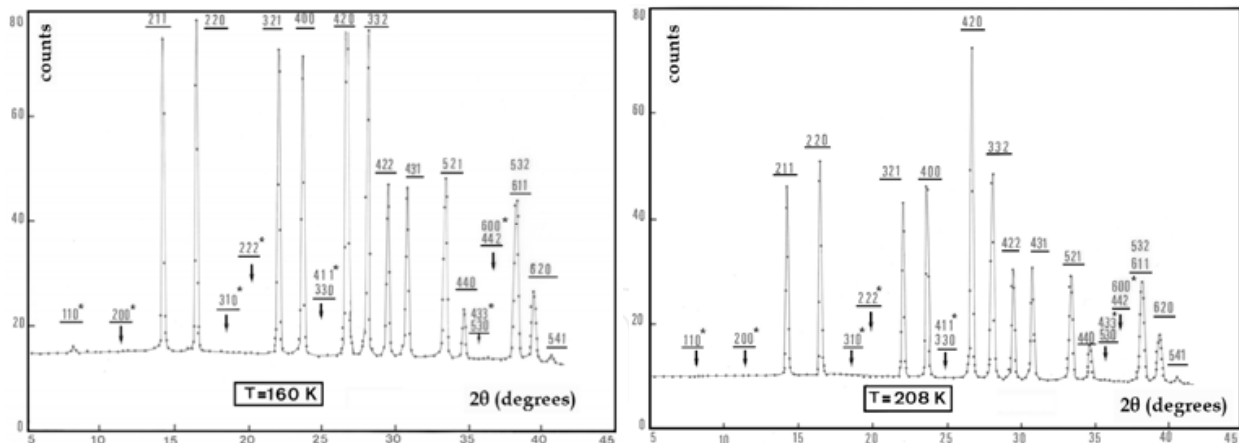 80
counts
60
40
20
0
211 220 321 400 420 332
422 431 521 532
611
600*
442
222*
411*
330
110* 200* 310* 440 433*
530
620
541
T=160 K
2θ (degrees)
5 10 15 20 25 30 35 40 45
80
counts
60
40
20
0
420
211 220 321 400 332
422 431 521 532
611
600*
442
222*
110* 200* 310* 411*
330
440 433*
530
620
541
T=208 K
2θ (degrees)
5 10 15 20 25 30 35 40 45